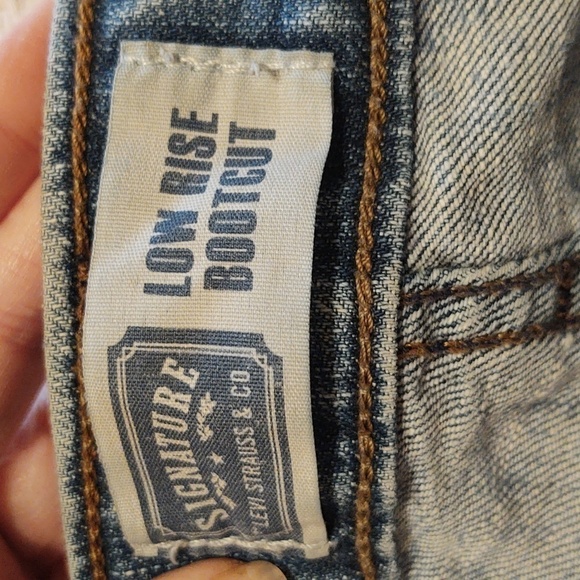 SIGNATURE
LEVI STRAUSS & CO
LOW RISE
BOOTCUT